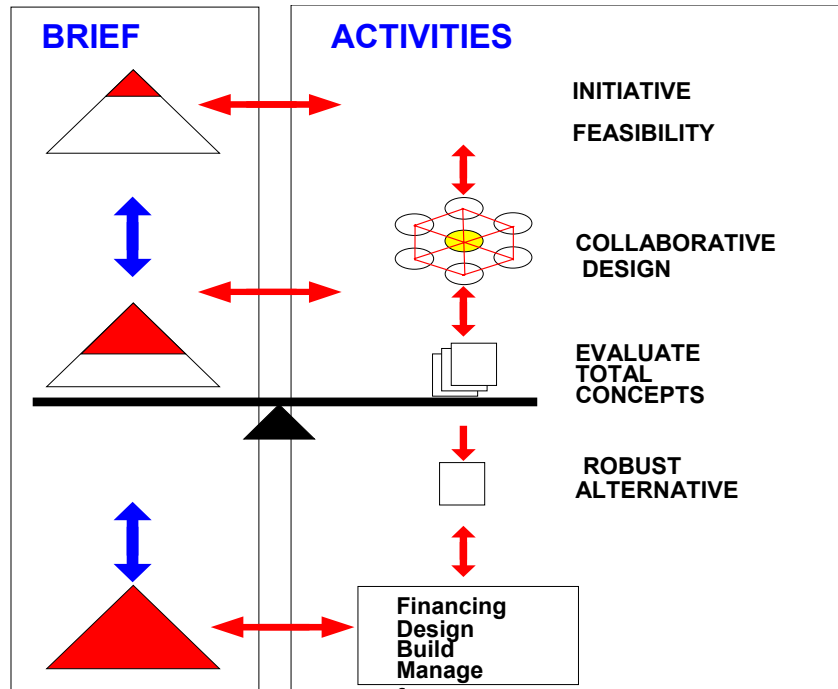 BRIEF
ACTIVITIES
INITIATIVE
FEASIBILITY
COLLABORATIVE
DESIGN
EVALUATE
TOTAL
CONCEPTS
ROBUST
ALTERNATIVE
Financing
Design
Build
Manage